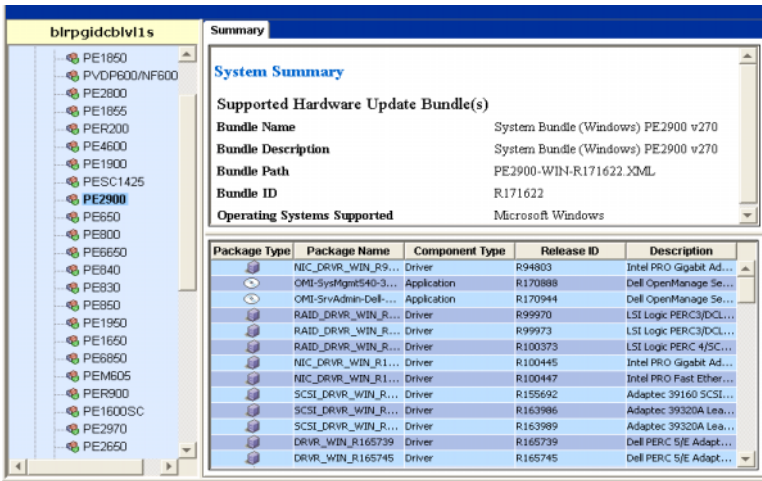 blrpgidcblvl1s
PE1850
PVDP600/NF600
PE2800
PE1855
PER200
PE4600
PE1900
PESC1425
PE2900
PE650
PE800
PE6650
PE840
PE830
PE850
PE1950
PE1650
PE6850
PEM605
PER900
PE1600SC
PE2970
PE2650
Summary
System Summary
Supported Hardware Update Bundle(s)
Bundle Name System Bundle (Windows) PE2900 v270
Bundle Description System Bundle (Windows) PE2900 v270
Bundle Path PE2900-WIN-R171622.XML
Bundle ID R171622
Operating Systems Supported Microsoft Windows
Package Type Package Name Component Type Release ID Description
NIC_DRVR_WIN_R9... Driver R94803 Intel PRO Gigabit Ad...
OMI-SysMgmt540-3... Application R170888 Dell OpenManage Se...
OMI-SrvAdmin-Dell-... Application R170944 Dell OpenManage Se...
RAID_DRVR_WIN_R... Driver R99970 LSI Logic PERC3/DCL...
RAID_DRVR_WIN_R... Driver R99973 LSI Logic PERC3/DCL...
RAID_DRVR_WIN_R... Driver R100373 LSI Logic PERC 4/SC...
NIC_DRVR_WIN_R1... Driver R100445 Intel PRO Gigabit Ad...
NIC_DRVR_WIN_R1... Driver R100447 Intel PRO Fast Ether...
SCSI_DRVR_WIN_R... Driver R155692 Adaptec 39160 SCSI...
SCSI_DRVR_WIN_R... Driver R163986 Adaptec 39320A Lea...
SCSI_DRVR_WIN_R... Driver R163989 Adaptec 39320A Lea...
DRVR_WIN_R165739 Driver R165739 Dell PERC 5/E Adapt...
DRVR_WIN_R165745 Driver R165745 Dell PERC 5/E Adapt...